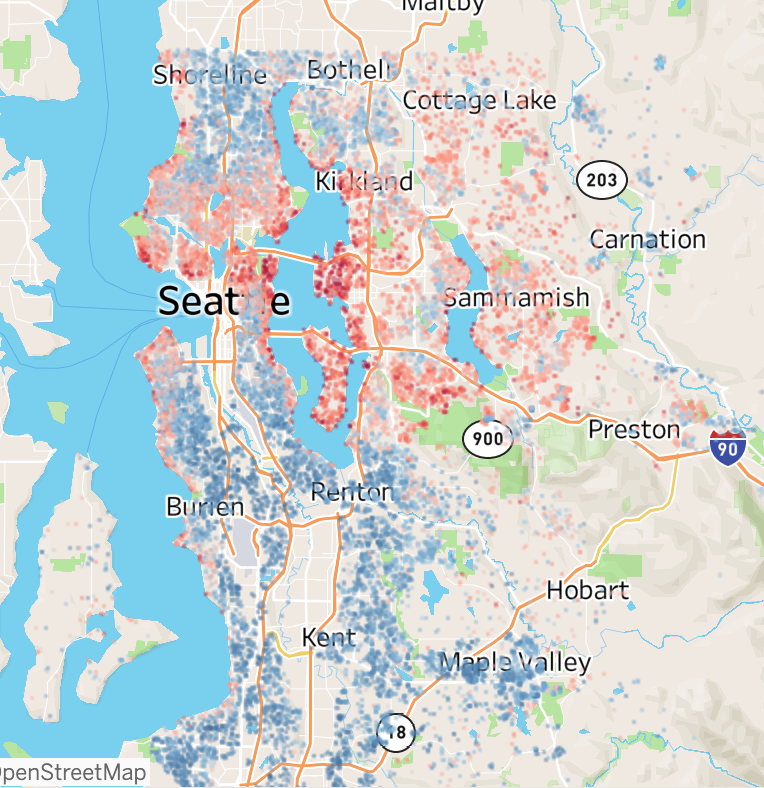 Maltby
Shoreline
Bothell
Cottage Lake
Kirkland
203
Carnation
Seattle
Sammamish
Preston
900
90
Renton
Burien
Hobart
Kent
Maple Valley
18
OpenStreetMap